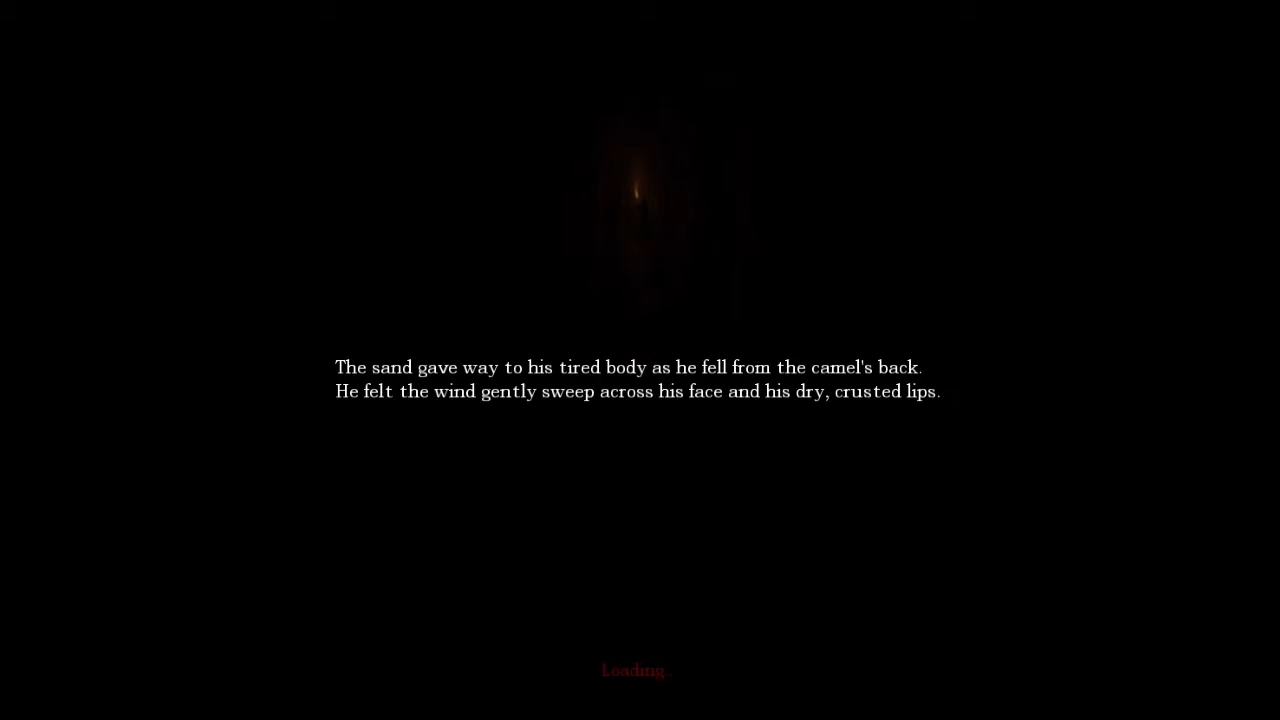 The sand gave way to his tired body as he fell from the camel's back.
He felt the wind gently sweep across his face and his dry, crusted lips.
Loading..